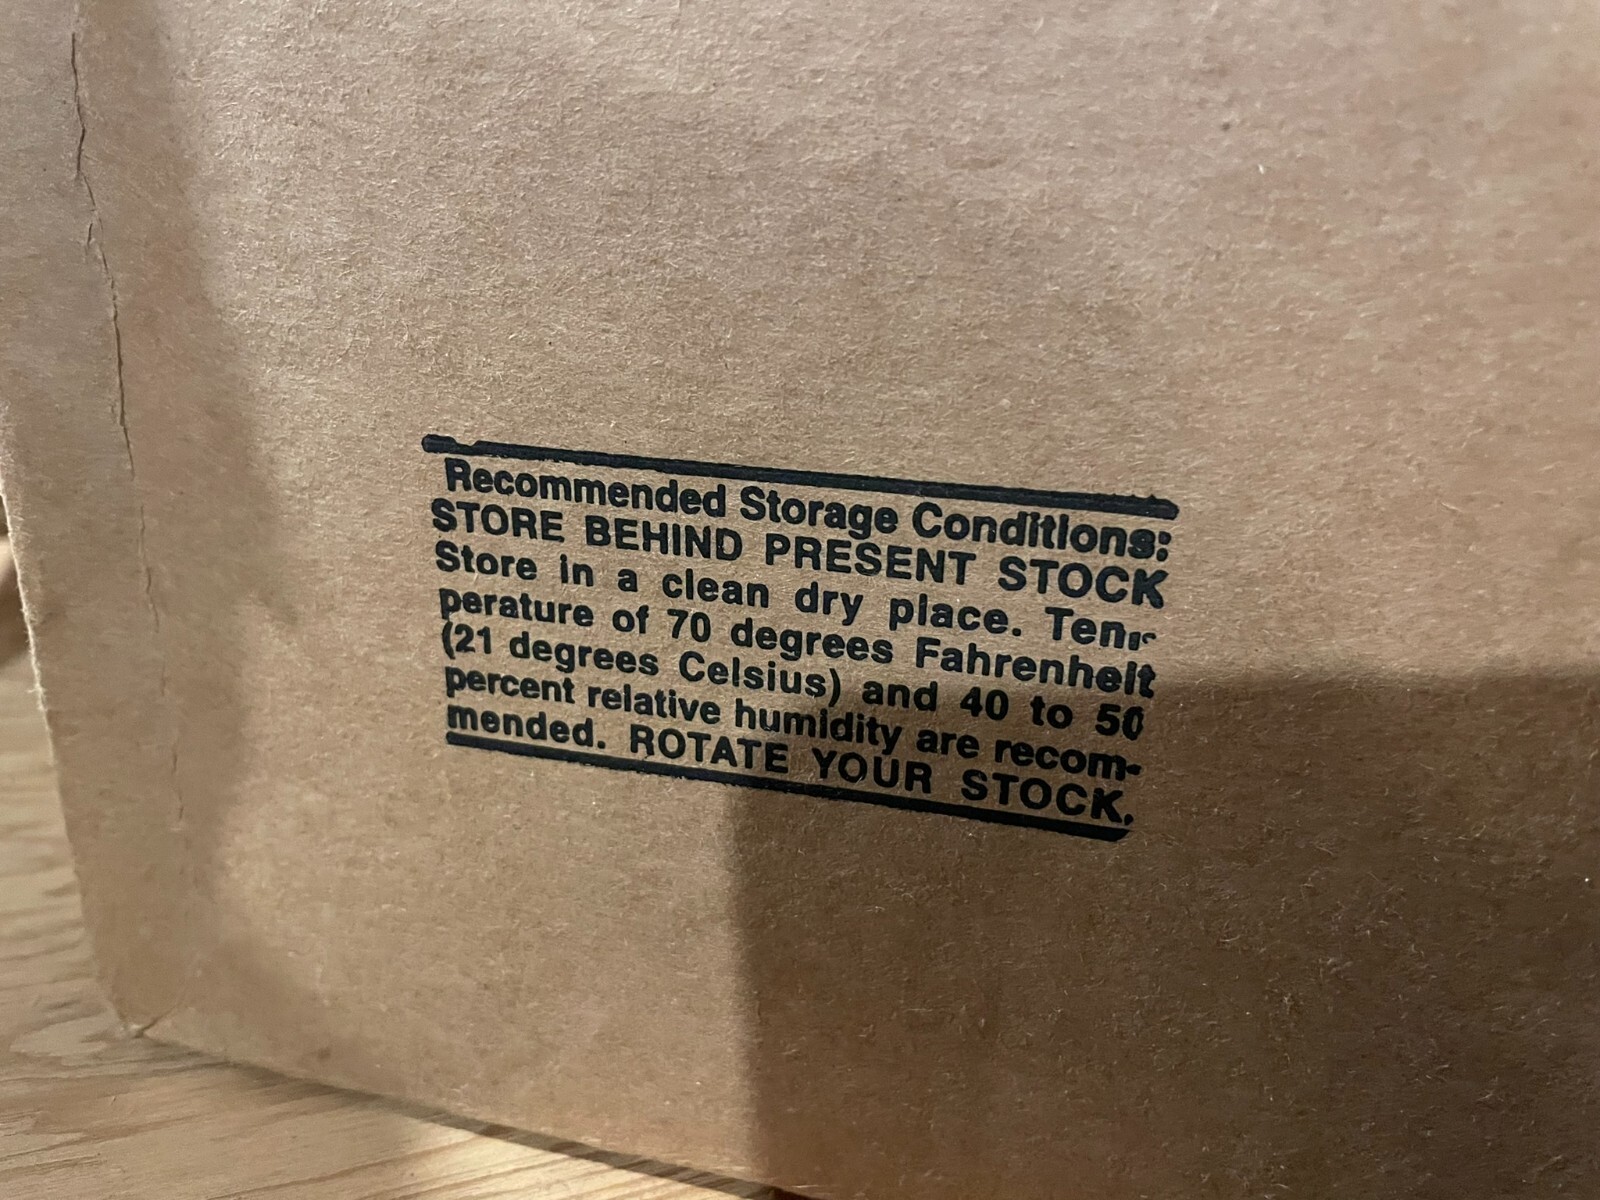 Recommended Storage Conditions:
STORE BEHIND PRESENT STOCK
Store in a clean dry place. Tem-
perature of 70 degrees Fahrenheit
(21 degrees Celsius) and 40 to 50
percent relative humidity are recom-
mended. ROTATE YOUR STOCK.